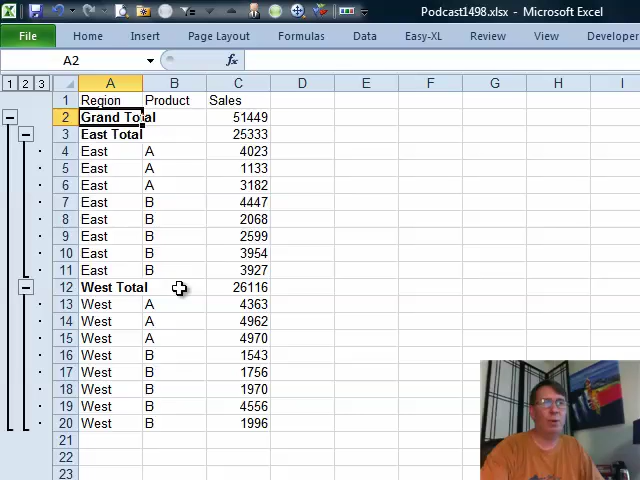 Podcast1498.xlsx - Microsoft Excel
File Home Insert Page Layout Formulas Data Easy-XL Review View Developer
A2 fx
1 2 3 A B C D E F G H I
1 Region Product Sales
2 Grand Total 51449
3 East Total 25333
4 East A 4023
5 East A 1133
6 East A 3182
7 East B 4447
8 East B 2068
9 East B 2599
10 East B 3954
11 East B 3927
12 West Total 26116
13 West A 4363
14 West A 4962
15 West A 4970
16 West B 1543
17 West B 1756
18 West B 1970
19 West B 4556
20 West B 1996
21
22
23